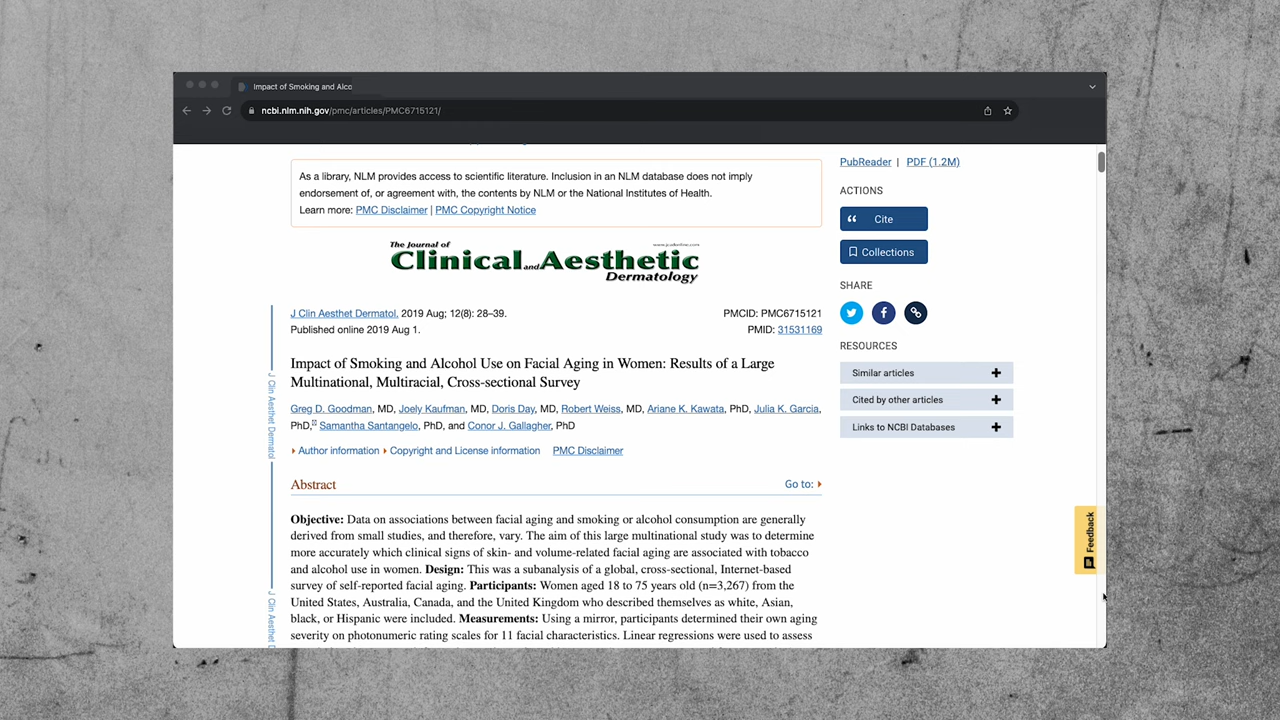 Impact of Smoking and Alco
ncbi.nlm.nih.gov/pmc/articles/PMC6715121/
As a library, NLM provides access to scientific literature. Inclusion in an NLM database does not imply
endorsement of, or agreement with, the contents by NLM or the National Institutes of Health.
Learn more: PMC Disclaimer | PMC Copyright Notice
PubReader | PDF (1.2M)
ACTIONS
Cite
Collections
SHARE
RESOURCES
Similar articles
Cited by other articles
Links to NCBI Databases
The Journal of
Clinical and Aesthetic
Dermatology
J Clin Aesthet Dermatol. 2019 Aug; 12(8): 28–39.
PMCID: PMC6715121
Published online 2019 Aug 1.
PMID: 31531169
Impact of Smoking and Alcohol Use on Facial Aging in Women: Results of a Large
Multinational, Multiracial, Cross-sectional Survey
Greg D. Goodman, MD, Joely Kaufman, MD, Doris Day, MD, Robert Weiss, MD, Ariane K. Kawata, PhD, Julia K. Garcia,
PhD, Samantha Santangelo, PhD, and Conor J. Gallagher, PhD
Author information Copyright and License information PMC Disclaimer
Abstract
Go to:
Objective: Data on associations between facial aging and smoking or alcohol consumption are generally
derived from small studies, and therefore, vary. The aim of this large multinational study was to determine
more accurately which clinical signs of skin- and volume-related facial aging are associated with tobacco
and alcohol use in women. Design: This was a subanalysis of a global, cross-sectional, Internet-based
survey of self-reported facial aging. Participants: Women aged 18 to 75 years old (n=3,267) from the
United States, Australia, Canada, and the United Kingdom who described themselves as white, Asian,
black, or Hispanic were included. Measurements: Using a mirror, participants determined their own aging
severity on photonumeric rating scales for 11 facial characteristics. Linear regressions were used to assess
J Clin Aesthet Dermatol
J Clin Aesthet D
Feedback